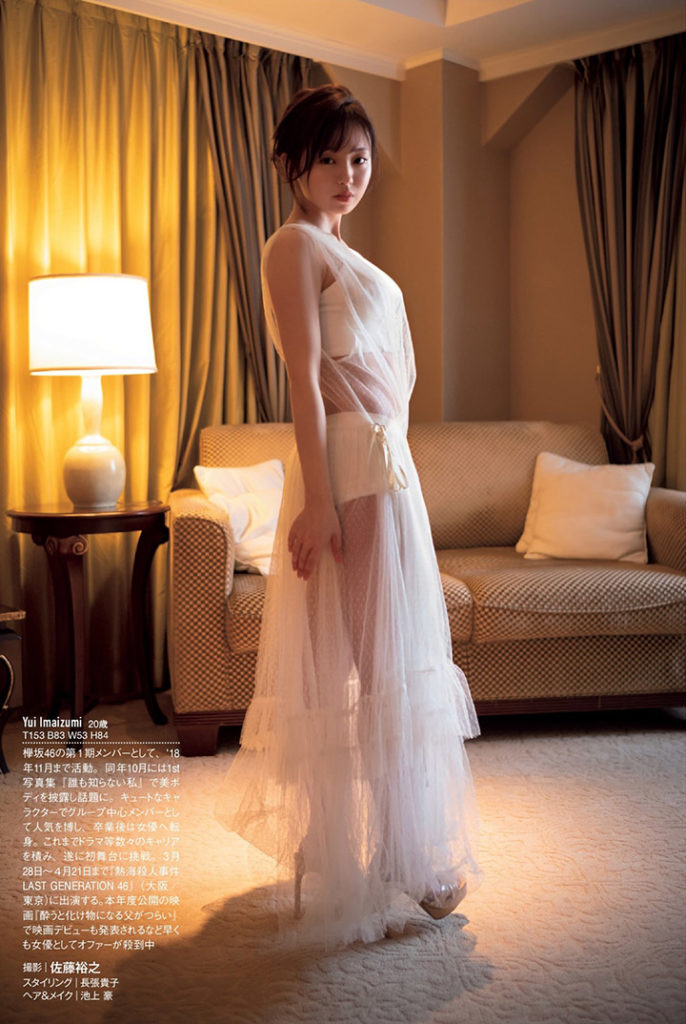 Yui Imaizumi 20歳
T153 B83 W53 H84
欅坂46の第1期メンバーとして、'18
年11月まで活動。同年10月には1st
写真集『誰も知らない私』で美ボ
ディを披露し話題に。キュートなキャ
ラクターでグループ中心メンバーとし
て人気を博し、卒業後は女優へ転
身。これまでドラマ等数々のキャリア
を積み、遂に初舞台に挑戦。3月
28日～4月21日まで『熱海殺人事件
LAST GENERATION 46』（大阪
東京）に出演する。本年度公開の映
画『酔うと化け物になる父がつらい』
で映画デビューも発表されるなど早く
も女優としてオファーが殺到中
撮影｜佐藤裕之
スタイリング｜長張貴子
ヘア&メイク｜池上 豪